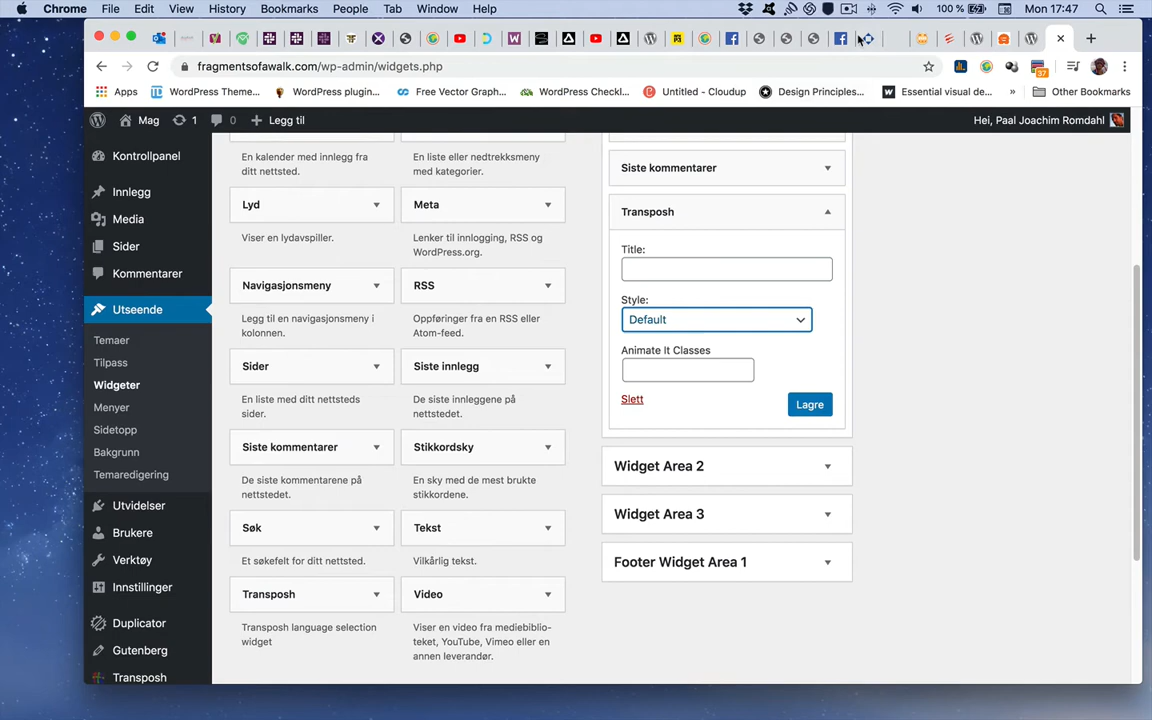 Chrome File Edit View History Bookmarks People Tab Window Help 100 % Mon 17:47
fragmentsofawalk.com/wp-admin/widgets.php
37
Apps WordPress Theme... WordPress plugin... Free Vector Grap... WordPress Checkl... Untitled - Cloudup Design Principles... Essential visual de... » Other Bookmarks
Mag 1 0 Legg til Hei, Paal Joachim Romdahl
Kontrollpanel
Innlegg
Media
Sider
Kommentarer
Utseende
Temaer
Tilpass
Widgeter
Menyer
Sidetopp
Bakgrunn
Temaredigering
Utvidelser
Brukere
Verktøy
Innstillinger
Duplicator
Gutenberg
Transposh
En kalender med innlegg fra
ditt nettsted.
En liste eller nedtrekksmeny
med kategorier.
Lyd
Viser en lydavspiller.
Meta
Lenker til innlogging, RSS og
WordPress.org.
Navigasjonsmeny
Legg til en navigasjonsmeny i
kolonnen.
RSS
Oppføringer fra en RSS eller
Atom-feed.
Sider
En liste med ditt nettsteds
sider.
Siste innlegg
De siste innleggene på
nettstedet.
Siste kommentarer
De siste kommentarene på
nettstedet.
Stikkordsky
En sky med de mest brukte
stikkordene.
Søk
Et søkefelt for ditt nettsted.
Tekst
Vilkårlig tekst.
Transposh
Transposh language selection
widget
Video
Viser en video fra mediebiblio-
teket, YouTube, Vimeo eller en
annen leverandør.
Siste kommentarer
Transposh
Title:
Style:
Default
Animate It Classes
Slett
Lagre
Widget Area 2
Widget Area 3
Footer Widget Area 1